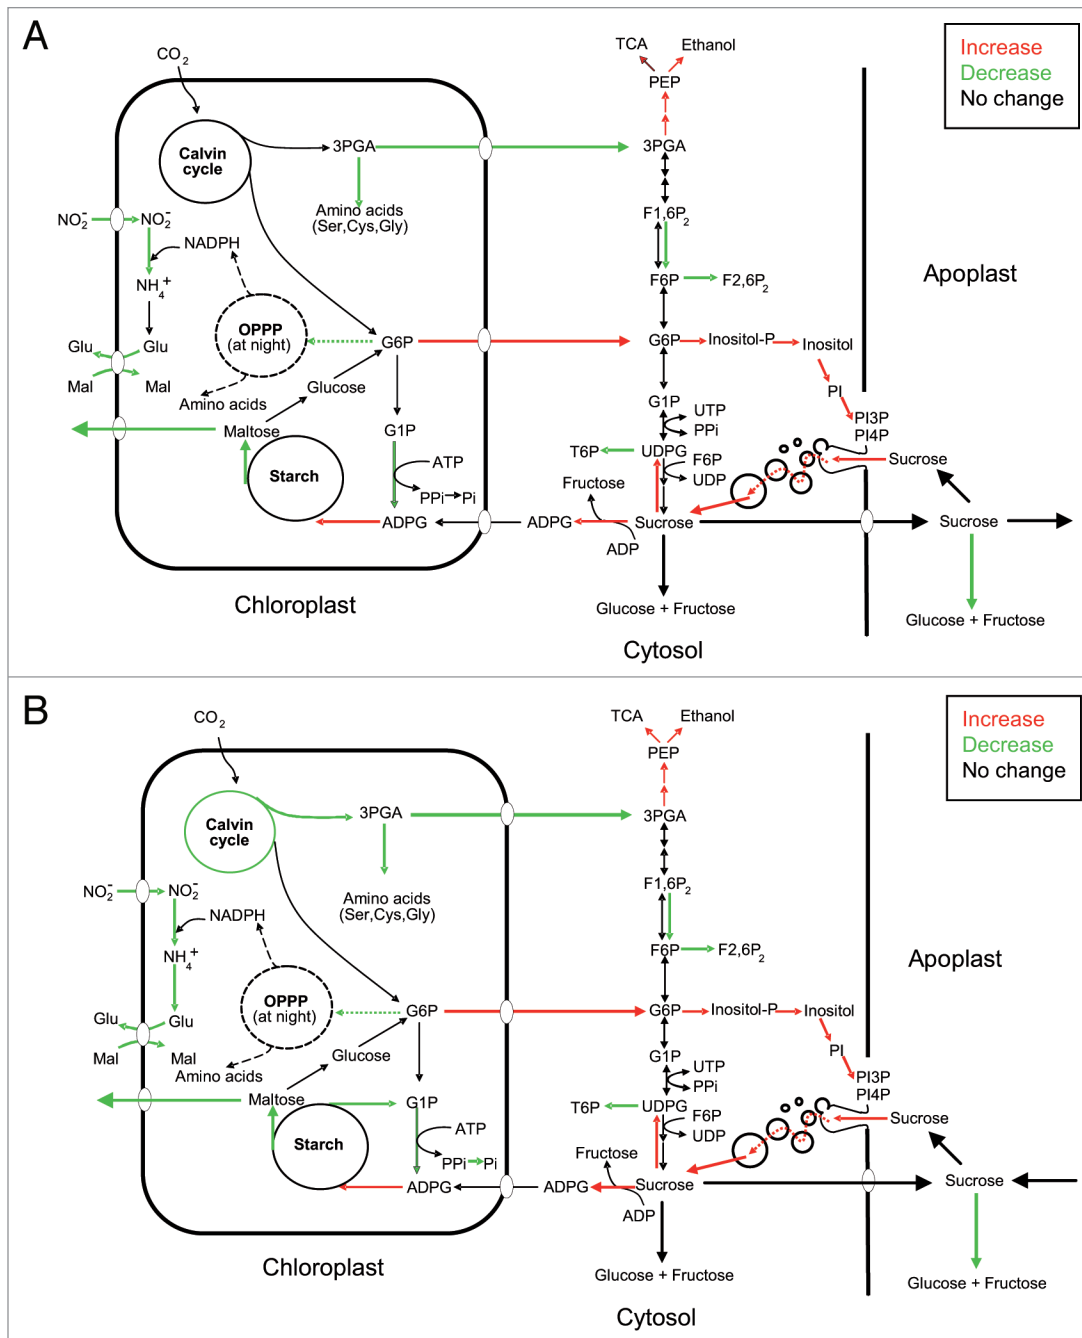 A
Increase
Decrease
No change
CO2
TCA
Ethanol
PEP
Calvin
cycle
3PGA
3PGA
Amino acids
(Ser,Cys,Gly)
F1,6P2
NO2-
NO2-
NADPH
NH4+
Apoplast
F6P
F2,6P2
OPPP
(at night)
G6P
G6P
Inositol-P
Inositol
Glu
Glu
Mal
Mal
Glucose
PI
Amino acids
G1P
UTP
PPi
PI3P
PI4P
Maltose
G1P
T6P
UDPG
F6P
UDP
Sucrose
Starch
ATP
PPi
Pi
Fructose
ADPG
ADPG
Sucrose
Sucrose
ADP
Chloroplast
Glucose + Fructose
Glucose + Fructose
Cytosol
B
Increase
Decrease
No change
CO2
TCA
Ethanol
PEP
Calvin
cycle
3PGA
3PGA
Amino acids
(Ser,Cys,Gly)
F1,6P2
NO2-
NO2-
NADPH
NH4+
Apoplast
F6P
F2,6P2
OPPP
(at night)
G6P
G6P
Inositol-P
Inositol
Glu
Glu
Mal
Mal
Glucose
PI
Amino acids
G1P
UTP
PPi
PI3P
PI4P
Maltose
G1P
T6P
UDPG
F6P
UDP
Sucrose
Starch
ATP
PPi
Pi
Fructose
ADPG
ADPG
Sucrose
Sucrose
ADP
Chloroplast
Glucose + Fructose
Glucose + Fructose
Cytosol